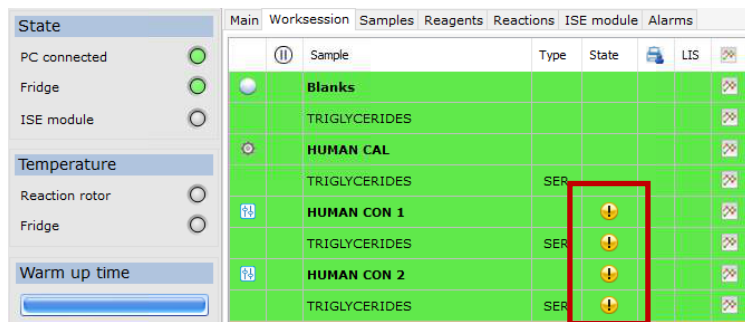 State
PC connected
Fridge
ISE module
Temperature
Reaction rotor
Fridge
Warm up time
Main Worksession Samples Reagents Reactions ISE module Alarms
Sample Type State LIS
Blanks
TRIGLYCERIDES
HUMAN CAL
TRIGLYCERIDES SER
HUMAN CON 1
TRIGLYCERIDES SER
HUMAN CON 2
TRIGLYCERIDES SER